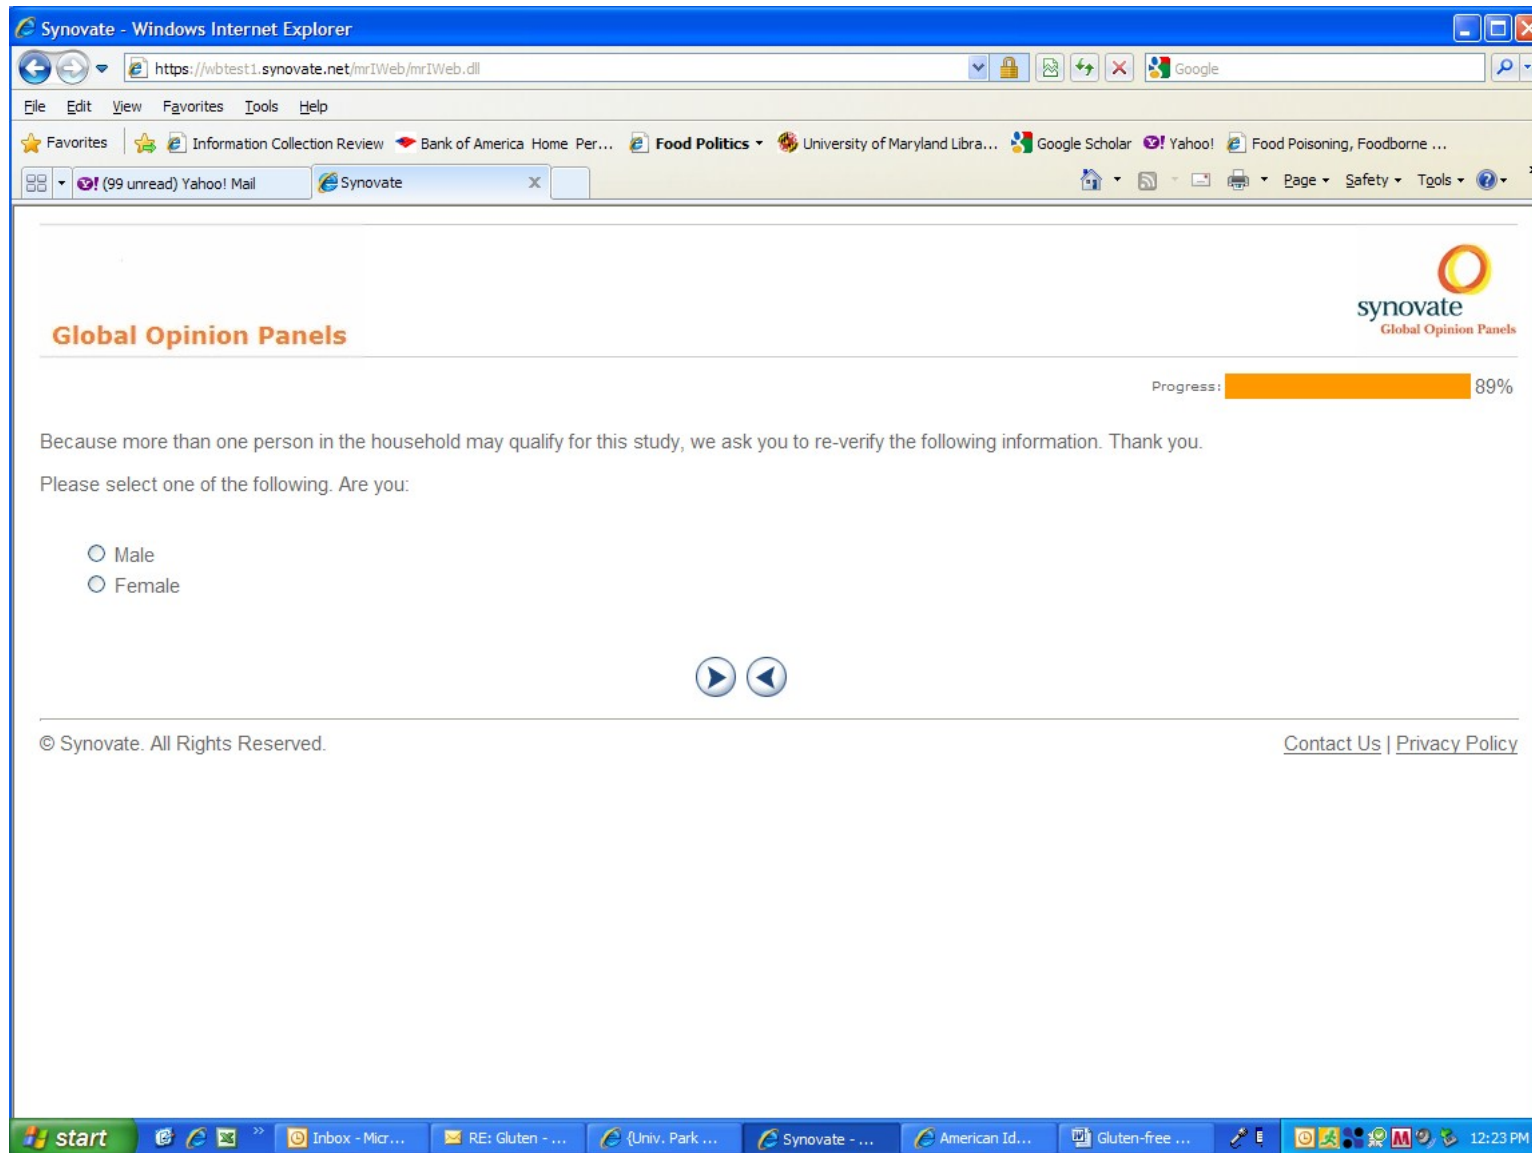 Synovate - Windows Internet Explorer
https://wbtest1.synovate.net/mrIWeb/mrIWeb.dll
Google
File Edit View Favorites Tools Help
Favorites Information Collection Review Bank of America Home Per... Food Politics University of Maryland Libra... Google Scholar Yahoo! Food Poisoning, Foodborne ...
(99 unread) Yahoo! Mail Synovate X Page Safety Tools
synovate
Global Opinion Panels
Global Opinion Panels
Progress: 89%
Because more than one person in the household may qualify for this study, we ask you to re-verify the following information. Thank you.
Please select one of the following. Are you:
Male
Female
© Synovate. All Rights Reserved. Contact Us | Privacy Policy
start Inbox - Micr... RE: Gluten - ... {Univ. Park ... Synovate - ... American Id... Gluten-free ... 12:23 PM